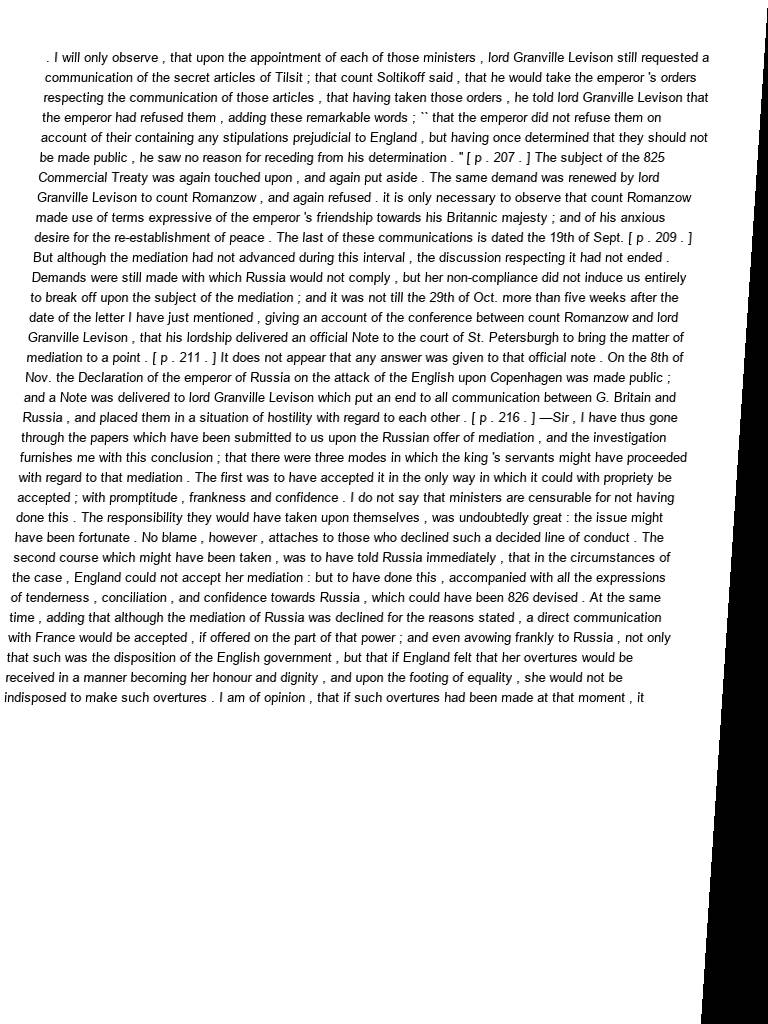 . I will only observe , that upon the appointment of each of those ministers , lord Granville Levison still requested a
communication of the secret articles of Tilsit ; that count Soltikoff said , that he would take the emperor 's orders
respecting the communication of those articles , that having taken those orders , he told lord Granville Levison that
the emperor had refused them , adding these remarkable words ; `` that the emperor did not refuse them on
account of their containing any stipulations prejudicial to England , but having once determined that they should not
be made public , he saw no reason for receding from his determination . " [ p . 207 . ] The subject of the 825
Commercial Treaty was again touched upon , and again put aside . The same demand was renewed by lord
Granville Levison to count Romanzow , and again refused . it is only necessary to observe that count Romanzow
made use of terms expressive of the emperor 's friendship towards his Britannic majesty ; and of his anxious
desire for the re-establishment of peace . The last of these communications is dated the 19th of Sept. [ p . 209 . ]
But although the mediation had not advanced during this interval , the discussion respecting it had not ended .
Demands were still made with which Russia would not comply , but her non-compliance did not induce us entirely
to break off upon the subject of the mediation ; and it was not till the 29th of Oct. more than five weeks after the
date of the letter I have just mentioned , giving an account of the conference between count Romanzow and lord
Granville Levison , that his lordship delivered an official Note to the court of St. Petersburgh to bring the matter of
mediation to a point . [ p . 211 . ] It does not appear that any answer was given to that official note . On the 8th of
Nov. the Declaration of the emperor of Russia on the attack of the English upon Copenhagen was made public ;
and a Note was delivered to lord Granville Levison which put an end to all communication between G. Britain and
Russia , and placed them in a situation of hostility with regard to each other . [ p . 216 . ] —Sir , I have thus gone
through the papers which have been submitted to us upon the Russian offer of mediation , and the investigation
furnishes me with this conclusion ; that there were three modes in which the king 's servants might have proceeded
with regard to that mediation . The first was to have accepted it in the only way in which it could with propriety be
accepted ; with promptitude , frankness and confidence . I do not say that ministers are censurable for not having
done this . The responsibility they would have taken upon themselves , was undoubtedly great : the issue might
have been fortunate . No blame , however , attaches to those who declined such a decided line of conduct . The
second course which might have been taken , was to have told Russia immediately , that in the circumstances of
the case , England could not accept her mediation : but to have done this , accompanied with all the expressions
of tenderness , conciliation , and confidence towards Russia , which could have been 826 devised . At the same
time , adding that although the mediation of Russia was declined for the reasons stated , a direct communication
with France would be accepted , if offered on the part of that power ; and even avowing frankly to Russia , not only
that such was the disposition of the English government , but that if England felt that her overtures would be
received in a manner becoming her honour and dignity , and upon the footing of equality , she would not be
indisposed to make such overtures . I am of opinion , that if such overtures had been made at that moment , it